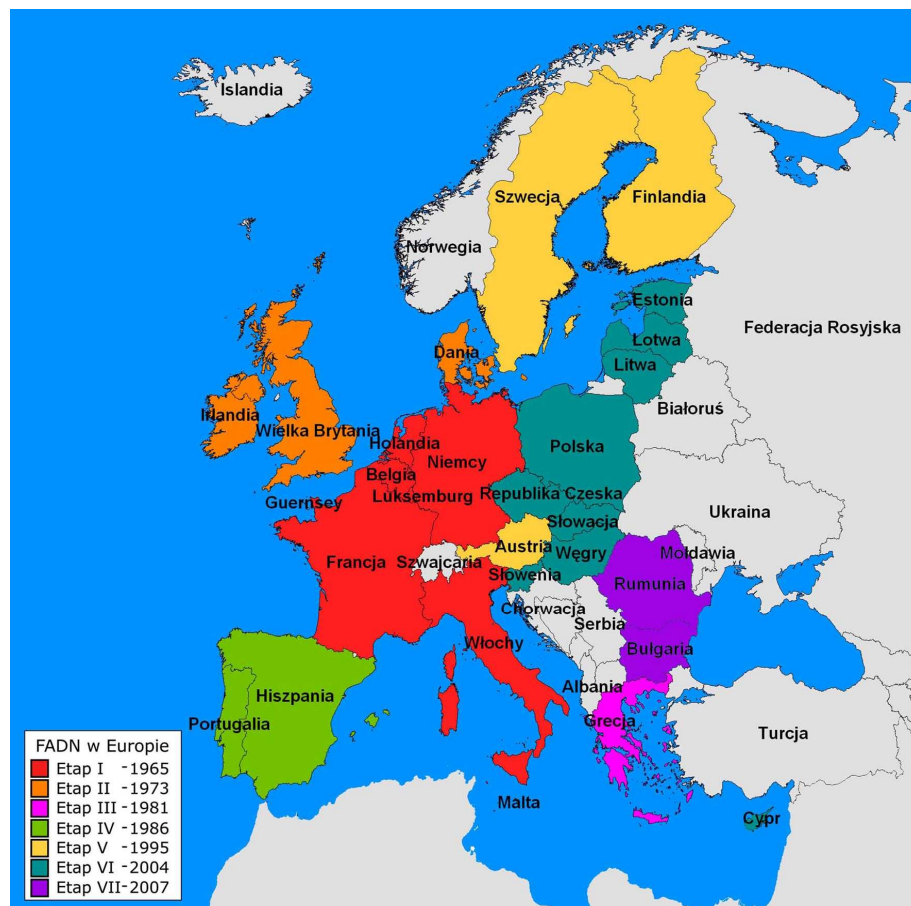 Islandia
Szwecja
Finlandia
Norwegia
Estonia
Federacja Rosyjska
Łotwa
Dania
Litwa
Białoruś
Irlandia
Wielka Brytania
Holandia
Niemcy
Polska
Belgia
Luksemburg
Republika Czeska
Guernsey
Ukraina
Słowacja
Austria
Węgry
Mołdawia
Francja
Szwajcaria
Słowenia
Rumunia
Chorwacja
Serbia
Włochy
Bułgaria
Albania
Hiszpania
Portugalia
Grecja
Turcja
Malta
Cypr
FADN w Europie
Etap I -1965
Etap II -1973
Etap III -1981
Etap IV -1986
Etap V -1995
Etap VI -2004
Etap VII-2007